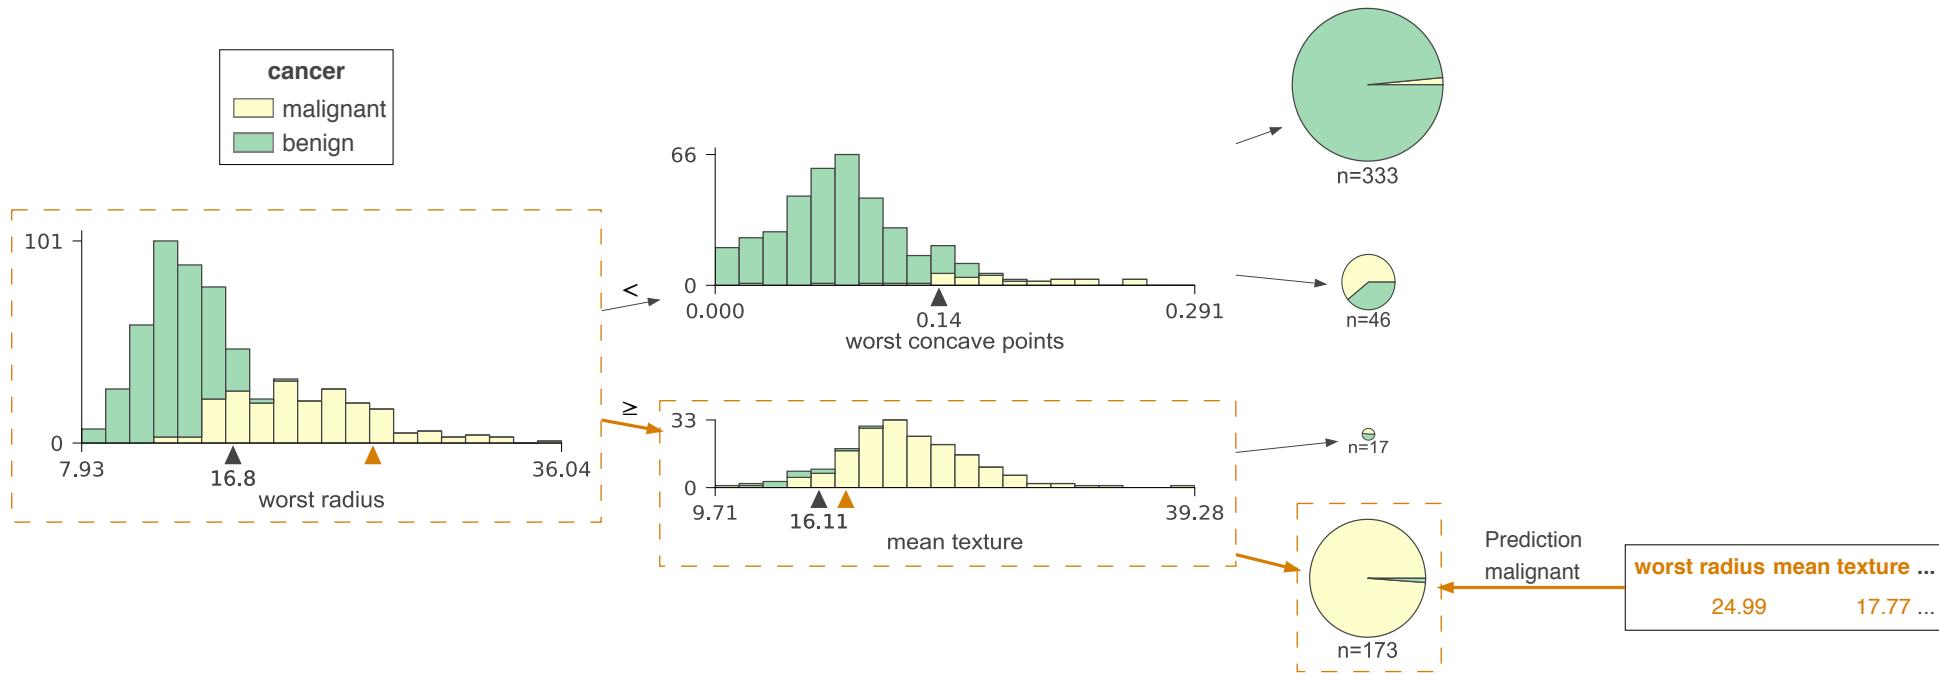 cancer
malignant
benign
n=333
66
0
0.000
0.14
0.291
worst concave points
n=46
101
0
7.93
16.8
36.04
worst radius
<
≥
33
0
9.71
16.11
39.28
mean texture
n=17
n=173
Prediction
malignant
worst radius mean texture ...
24.99 17.77 ...